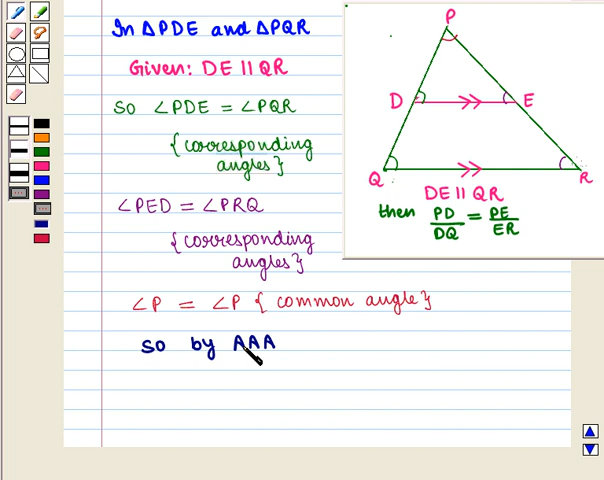 In ΔPDE and ΔPQR
Given: DE || QR
So ∠PDE = ∠PQR
{corresponding
angles}
∠PED = ∠PRQ
{corresponding
angles}
∠P = ∠P {common angle}
so by AAA
P
D
E
Q
R
DE || QR
then PD/DQ = PE/ER